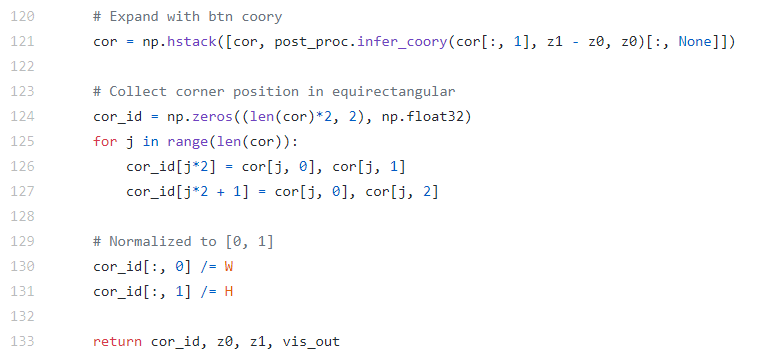 120 # Expand with btn coory
121 cor = np.hstack([cor, post_proc.infer_coory(cor[:, 1], z1 - z0, z0)[:, None]])
122
123 # Collect corner position in equirectangular
124 cor_id = np.zeros((len(cor)*2, 2), np.float32)
125 for j in range(len(cor)):
126 cor_id[j*2] = cor[j, 0], cor[j, 1]
127 cor_id[j*2 + 1] = cor[j, 0], cor[j, 2]
128
129 # Normalized to [0, 1]
130 cor_id[:, 0] /= W
131 cor_id[:, 1] /= H
132
133 return cor_id, z0, z1, vis_out